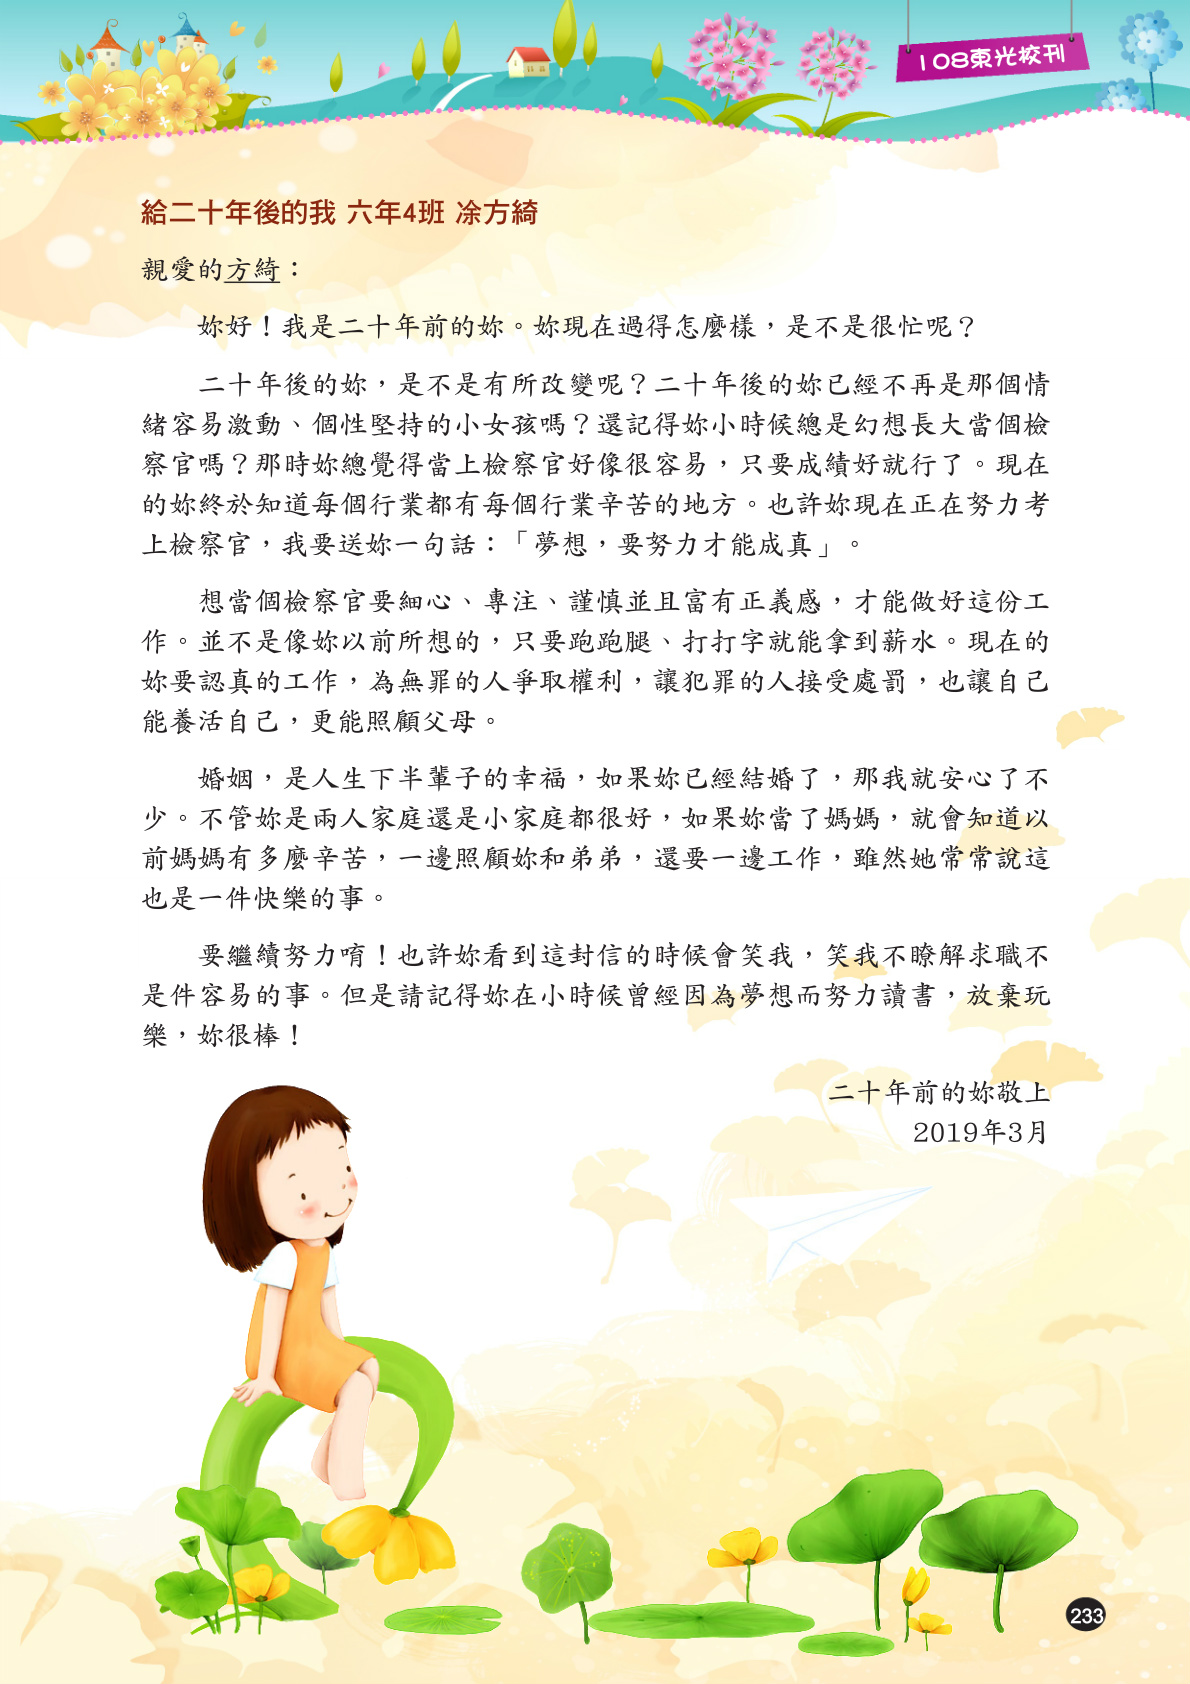 108東光校刊
給二十年後的我 六年4班 凃方綺
親愛的方綺：
妳好！我是二十年前的妳。妳現在過得怎麼樣，是不是很忙呢？
二十年後的妳，是不是有所改變呢？二十年後的妳已經不再是那個情
緒容易激動、個性堅持的小女孩嗎？還記得妳小時候總是幻想長大當個檢
察官嗎？那時妳總覺得當上檢察官好像很容易，只要成績好就行了。現在
的妳終於知道每個行業都有每個行業辛苦的地方。也許妳現在正在努力考
上檢察官，我要送妳一句話：「夢想，要努力才能成真」。
想當個檢察官要細心、專注、謹慎並且富有正義感，才能做好這份工
作。並不是像妳以前所想的，只要跑跑腿、打打字就能拿到薪水。現在的
妳要認真的工作，為無罪的人爭取權利，讓犯罪的人接受處罰，也讓自己
能養活自己，更能照顧父母。
婚姻，是人生下半輩子的幸福，如果妳已經結婚了，那我就安心了不
少。不管妳是兩人家庭還是小家庭都很好，如果妳當了媽媽，就會知道以
前媽媽有多麼辛苦，一邊照顧妳和弟弟，還要一邊工作，雖然她常常說這
也是一件快樂的事。
要繼續努力唷！也許妳看到這封信的時候會笑我，笑我不瞭解求職不
是件容易的事。但是請記得妳在小時候曾經因為夢想而努力讀書，放棄玩
樂，妳很棒！
二十年前的妳敬上
2019年3月
233